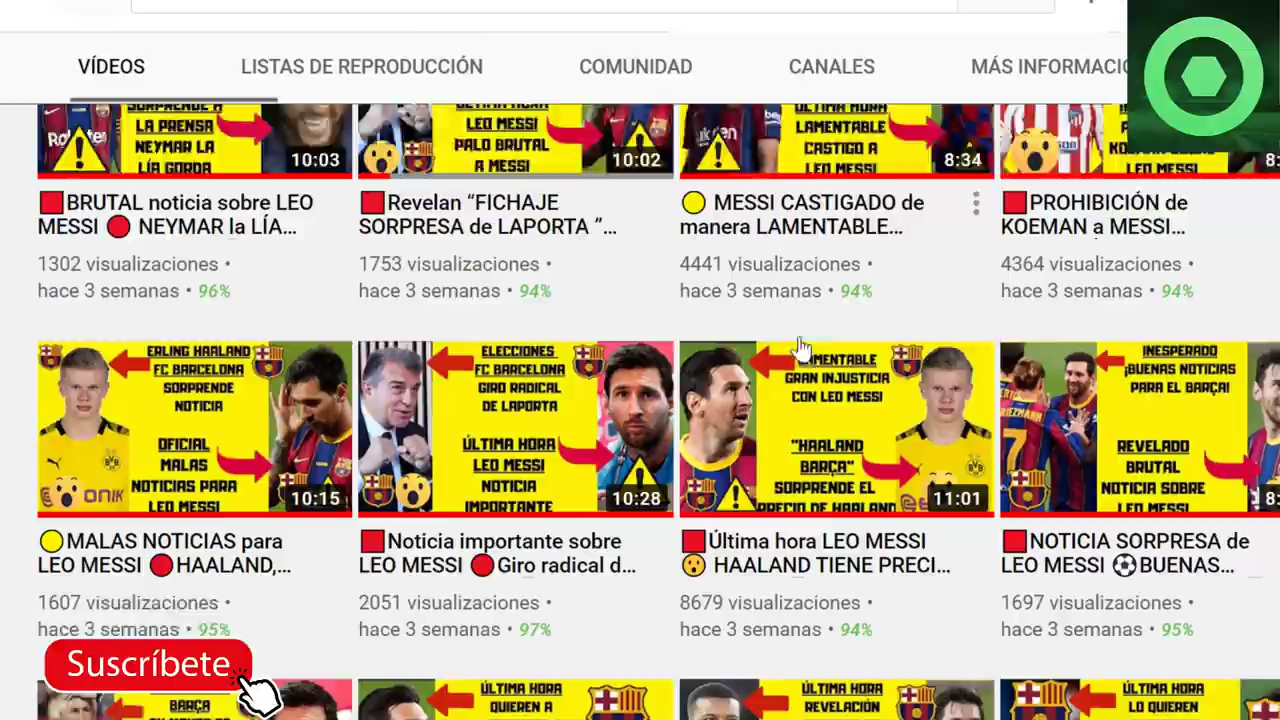 VÍDEOS
LISTAS DE REPRODUCCIÓN
COMUNIDAD
CANALES
MÁS INFORMACIÓ
SORPRENDE A
LA PRENSA
NEYMAR LA
LÍA GORDA
10:03
ÚLTIMA HORA
LEO MESSI
PALO BRUTAL
A MESSI
10:02
ÚLTIMA HORA
LAMENTABLE
CASTIGO A
LEO MESSI
8:34
🟥BRUTAL noticia sobre LEO
MESSI 🔴 NEYMAR la LÍA...
1302 visualizaciones •
hace 3 semanas • 96%
🟥Revelan “FICHAJE
SORPRESA de LAPORTA ”...
1753 visualizaciones •
hace 3 semanas • 94%
🟡 MESSI CASTIGADO de
manera LAMENTABLE...
4441 visualizaciones •
hace 3 semanas • 94%
🟥PROHIBICIÓN de
KOEMAN a MESSI...
4364 visualizaciones •
hace 3 semanas • 94%
ERLING HAALAND
FC BARCELONA
SORPRENDE
NOTICIA
OFICIAL
MALAS
NOTICIAS PARA
LEO MESSI
10:15
ELECCIONES
FC BARCELONA
GIRO RADICAL
DE LAPORTA
ÚLTIMA HORA
LEO MESSI
NOTICIA
IMPORTANTE
10:28
LAMENTABLE
GRAN INJUSTICIA
CON LEO MESSI
"HAALAND
BARÇA"
SORPRENDE EL
PRECIO DE HAALAND
11:01
INESPERADO
¡BUENAS NOTICIAS
PARA EL BARÇA!
REVELADO
BRUTAL
NOTICIA SOBRE
LEO MESSI
8:
🟡MALAS NOTICIAS para
LEO MESSI 🔴HAALAND,...
1607 visualizaciones •
hace 3 semanas • 95%
🟥Noticia importante sobre
LEO MESSI 🔴Giro radical d...
2051 visualizaciones •
hace 3 semanas • 97%
🟥Última hora LEO MESSI
😮 HAALAND TIENE PRECI...
8679 visualizaciones •
hace 3 semanas • 94%
🟥NOTICIA SORPRESA de
LEO MESSI ⚽BUENAS...
1697 visualizaciones •
hace 3 semanas • 95%
Suscríbete
BARÇA
ÚLTIMA HORA
QUIEREN A
ÚLTIMA HORA
REVELACIÓN
ÚLTIMA HORA
LO QUIEREN